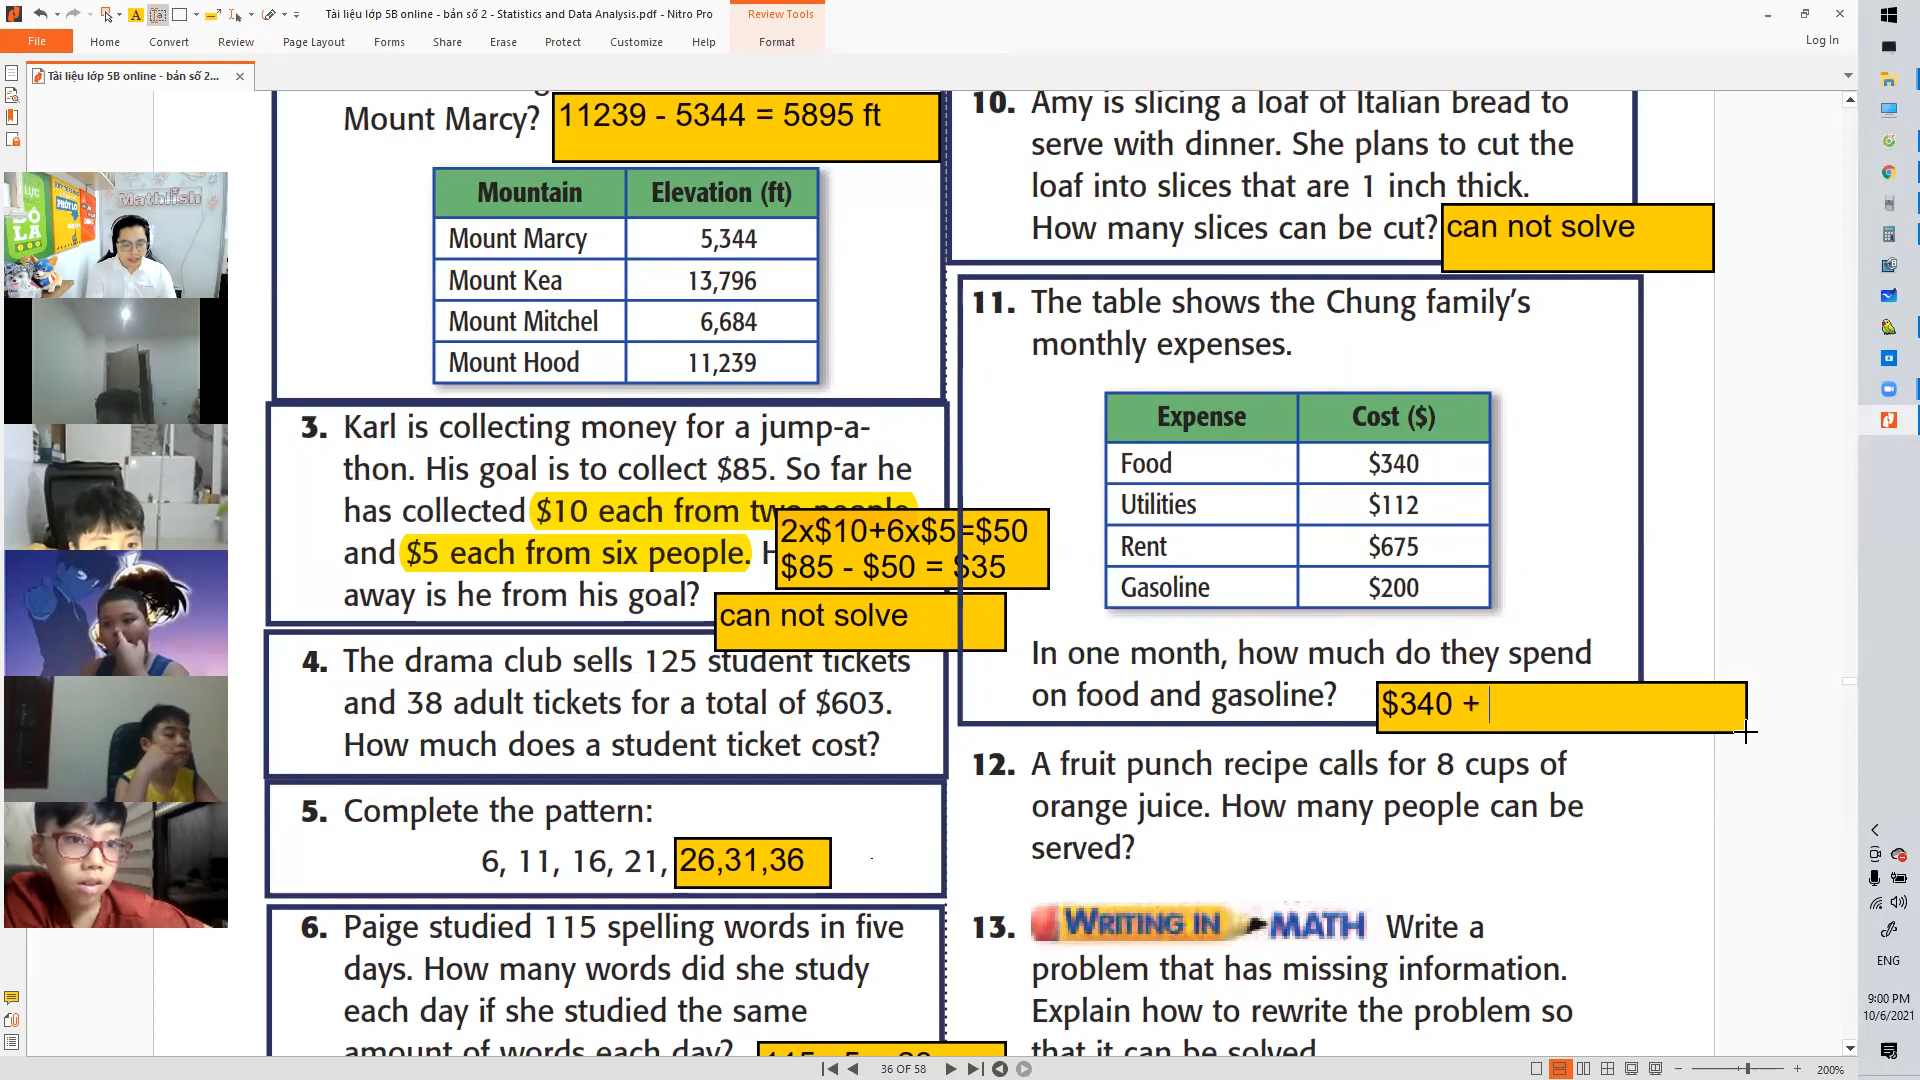 Tài liệu lớp 5B online - bản số 2 - Statistics and Data Analysis.pdf - Nitro Pro
Review Tools
File
Home
Convert
Review
Page Layout
Forms
Share
Erase
Protect
Customize
Help
Format
Log In
Tài liệu lớp 5B online - bản số 2...
Mathlish
Mount Marcy?
11239 - 5344 = 5895 ft
Mountain Elevation (ft)
Mount Marcy 5,344
Mount Kea 13,796
Mount Mitchel 6,684
Mount Hood 11,239
3. Karl is collecting money for a jump-a-
thon. His goal is to collect $85. So far he
has collected $10 each from two people
and $5 each from six people. H
away is he from his goal?
2x$10+6x$5=$50
$85 - $50 = $35
can not solve
4. The drama club sells 125 student tickets
and 38 adult tickets for a total of $603.
How much does a student ticket cost?
5. Complete the pattern:
6, 11, 16, 21,
26,31,36
6. Paige studied 115 spelling words in five
days. How many words did she study
each day if she studied the same
amount of words each day?
10. Amy is slicing a loaf of Italian bread to
serve with dinner. She plans to cut the
loaf into slices that are 1 inch thick.
How many slices can be cut?
can not solve
11. The table shows the Chung family’s
monthly expenses.
Expense Cost ($)
Food $340
Utilities $112
Rent $675
Gasoline $200
In one month, how much do they spend
on food and gasoline?
$340 +
12. A fruit punch recipe calls for 8 cups of
orange juice. How many people can be
served?
13. WRITING IN MATH Write a
problem that has missing information.
Explain how to rewrite the problem so
that it can be solved
36 OF 58
200%
ENG
9:00 PM
10/6/2021